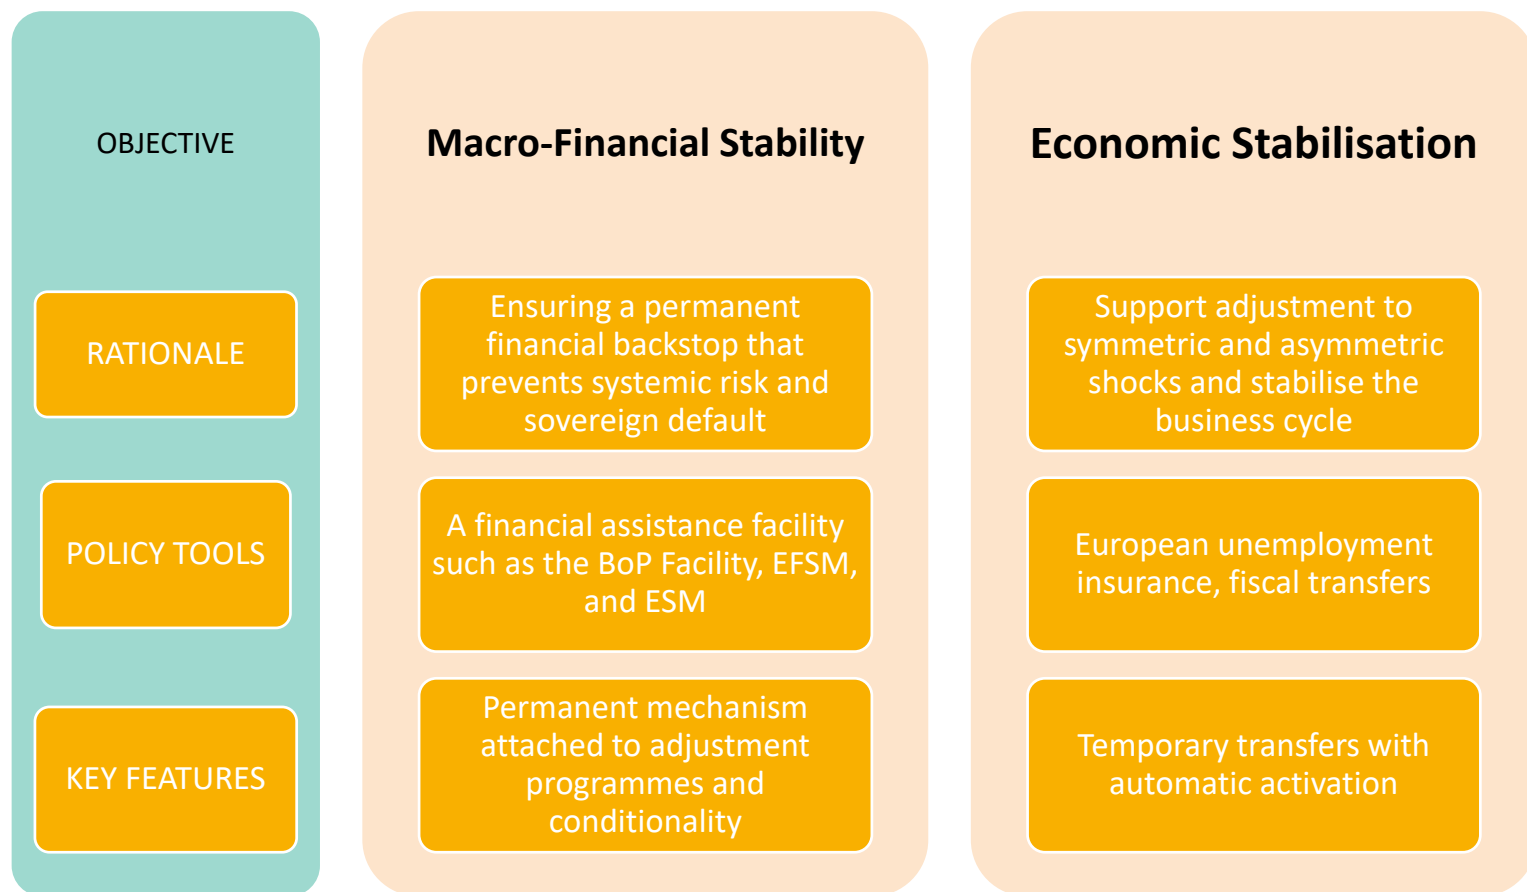 OBJECTIVE
Macro-Financial Stability
Economic Stabilisation
RATIONALE
Ensuring a permanent
financial backstop that
prevents systemic risk and
sovereign default
Support adjustment to
symmetric and asymmetric
shocks and stabilise the
business cycle
POLICY TOOLS
A financial assistance facility
such as the BoP Facility, EFSM,
and ESM
European unemployment
insurance, fiscal transfers
KEY FEATURES
Permanent mechanism
attached to adjustment
programmes and
conditionality
Temporary transfers with
automatic activation